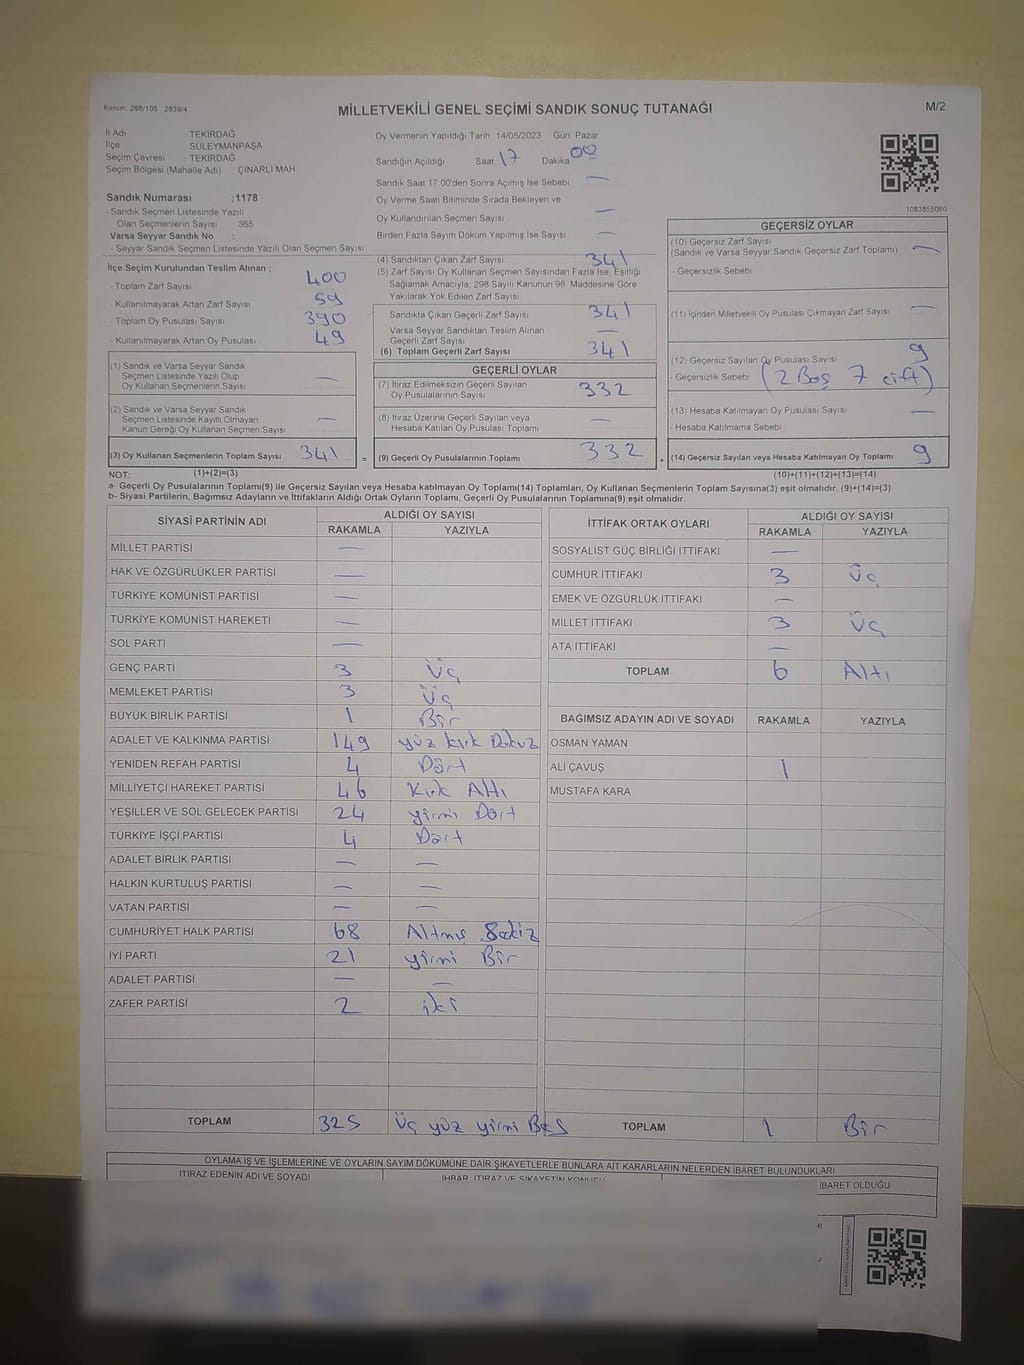 Kanun: 298/105 2839/4
MİLLETVEKİLİ GENEL SEÇİMİ SANDIK SONUÇ TUTANAĞI
M/2
İl Adı TEKİRDAĞ
İlçe SÜLEYMANPAŞA
Seçim Çevresi : TEKİRDAĞ
Seçim Bölgesi (Mahalle Adı) : ÇINARLI MAH
Sandık Numarası :1178
- Sandık Seçmen Listesinde Yazılı
Olan Seçmenlerin Sayısı 365
Varsa Seyyar Sandık No :
- Seyyar Sandık Seçmen Listesinde Yazılı Olan Seçmen Sayısı
İlçe Seçim Kurulundan Teslim Alınan ;
- Toplam Zarf Sayısı 400
- Kullanılmayarak Artan Zarf Sayısı 59
- Toplam Oy Pusulası Sayısı 390
- Kullanılmayarak Artan Oy Pusulası 49
(1) Sandık ve Varsa Seyyar Sandık
Seçmen Listesinde Yazılı Olup
Oy Kullanan Seçmenlerin Sayısı —
(2) Sandık ve Varsa Seyyar Sandık
Seçmen Listesinde Kayıtlı Olmayan
Kanun Gereği Oy Kullanan Seçmen Sayısı —
(3) Oy Kullanan Seçmenlerin Toplam Sayısı 341 =
Oy Vermenin Yapıldığı Tarih :14/05/2023 Gün: Pazar
Sandığın Açıldığı Saat 17 Dakika 00
Sandık Saat 17.00'den Sonra Açımış İse Sebebi —
Oy Verme Saati Bitiminde Sırada Bekleyen ve
Oy Kullandırılan Seçmen Sayısı —
Birden Fazla Sayım Döküm Yapılmış İse Sayısı —
(4) Sandıktan Çıkan Zarf Sayısı 341
(5) Zarf Sayısı Oy Kullanan Seçmen Sayısından Fazla İse, Eşitliği
Sağlamak Amacıyla, 298 Sayılı Kanunun 98. Maddesine Göre
Yakılarak Yok Edilen Zarf Sayısı
Sandıkta Çıkan Geçerli Zarf Sayısı 341
Varsa Seyyar Sandıktan Teslim Alınan
Geçerli Zarf Sayısı —
(6) Toplam Geçerli Zarf Sayısı 341
GEÇERLİ OYLAR
(7) İtiraz Edilmeksizin Geçerli Sayılan
Oy Pusulalarının Sayısı 332
(8) İtiraz Üzerine Geçerli Sayılan veya
Hesaba Katılan Oy Pusulası Toplamı —
(9) Geçerli Oy Pusulalarının Toplamı 332 +
1083855060
GEÇERSİZ OYLAR
(10) Geçersiz Zarf Sayısı
(Sandık ve Varsa Seyyar Sandık Geçersiz Zarf Toplamı) —
- Geçersizlik Sebebi
(11) İçinden Milletvekili Oy Pusulası Çıkmayan Zarf Sayısı —
(12) Geçersiz Sayılan Oy Pusulası Sayısı 9
- Geçersizlik Sebebi (2 Boş 7 çift)
(13) Hesaba Katılmayan Oy Pusulası Sayısı —
- Hesaba Katılmama Sebebi
(14) Geçersiz Sayılan veya Hesaba Katılmayan Oy Toplamı 9
NOT: (1)+(2)=(3) (10)+(11)+(12)+(13)=(14)
a- Geçerli Oy Pusulalarının Toplamı(9) ile Geçersiz Sayılan veya Hesaba katılmayan Oy Toplamı(14) Toplamları, Oy Kullanan Seçmenlerin Toplam Sayısına(3) eşit olmalıdır. (9)+(14)=(3)
b- Siyasi Partilerin, Bağımsız Adayların ve İttifakların Aldığı Ortak Oyların Toplamı, Geçerli Oy Pusulalarının Toplamına(9) eşit olmalıdır.
SİYASİ PARTİNİN ADI ALDIĞI OY SAYISI
RAKAMLA YAZIYLA
MİLLET PARTİSİ —
HAK VE ÖZGÜRLÜKLER PARTİSİ —
TÜRKİYE KOMÜNİST PARTİSİ —
TÜRKİYE KOMÜNİST HAREKETİ —
SOL PARTİ —
GENÇ PARTİ 3 Üç
MEMLEKET PARTİSİ 3 Üç
BÜYÜK BİRLİK PARTİSİ 1 Bir
ADALET VE KALKINMA PARTİSİ 149 yüz kırk Dokuz
YENİDEN REFAH PARTİSİ 4 Dört
MİLLİYETÇİ HAREKET PARTİSİ 46 Kırk Altı
YEŞİLLER VE SOL GELECEK PARTİSİ 24 yirmi Dört
TÜRKİYE İŞÇİ PARTİSİ 4 Dört
ADALET BİRLİK PARTİSİ — —
HALKIN KURTULUŞ PARTİSİ — —
VATAN PARTİSİ — —
CUMHURİYET HALK PARTİSİ 68 Altmış Sekiz
İYİ PARTİ 21 yirmi Bir
ADALET PARTİSİ — —
ZAFER PARTİSİ 2 iki
TOPLAM 325 Üç yüz yirmi Beş
İTTİFAK ORTAK OYLARI ALDIĞI OY SAYISI
RAKAMLA YAZIYLA
SOSYALİST GÜÇ BİRLİĞİ İTTİFAKI —
CUMHUR İTTİFAKI 3 Üç
EMEK VE ÖZGÜRLÜK İTTİFAKI —
MİLLET İTTİFAKI 3 Üç
ATA İTTİFAKI —
TOPLAM 6 Altı
BAĞIMSIZ ADAYIN ADI VE SOYADI RAKAMLA YAZIYLA
OSMAN YAMAN
ALİ ÇAVUŞ 1
MUSTAFA KARA
TOPLAM 1 Bir
OYLAMA İŞ VE İŞLEMLERİNE VE OYLARIN SAYIM DÖKÜMÜNE DAİR ŞİKAYETLERLE BUNLARA AİT KARARLARIN NELERDEN İBARET BULUNDUKLARI
İTİRAZ EDENİN ADI VE SOYADI İHBAR, İTİRAZ VE ŞİKAYETİN KONUSU İBARET OLDUĞU